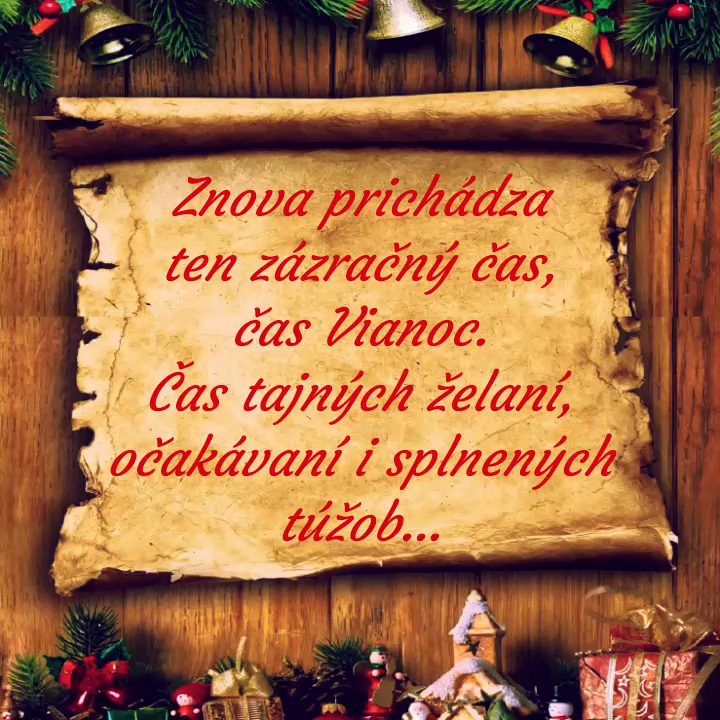 Znova prichádza
ten zázračný čas,
čas Vianoc.
Čas tajných želaní,
očakávaní i splnených
túžob...